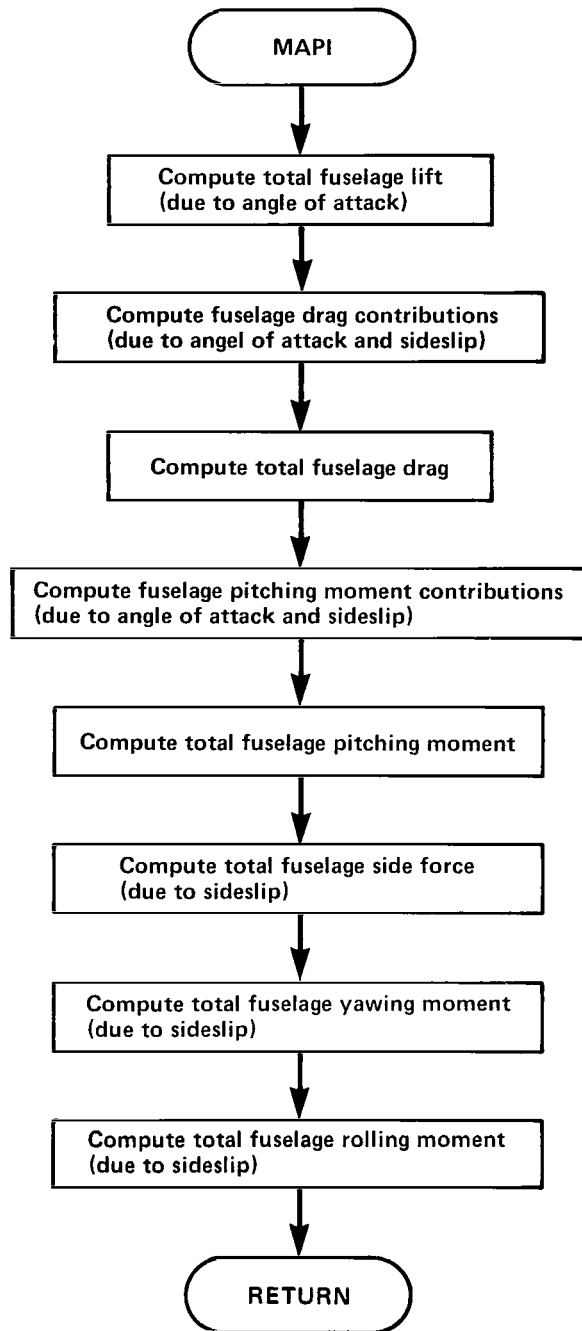 MAPI
Compute total fuselage lift
(due to angle of attack)
Compute fuselage drag contributions
(due to angel of attack and sideslip)
Compute total fuselage drag
Compute fuselage pitching moment contributions
(due to angle of attack and sideslip)
Compute total fuselage pitching moment
Compute total fuselage side force
(due to sideslip)
Compute total fuselage yawing moment
(due to sideslip)
Compute total fuselage rolling moment
(due to sideslip)
RETURN